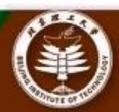 北京理工大学
BEIJING INSTITUTE OF TECHNOLOGY